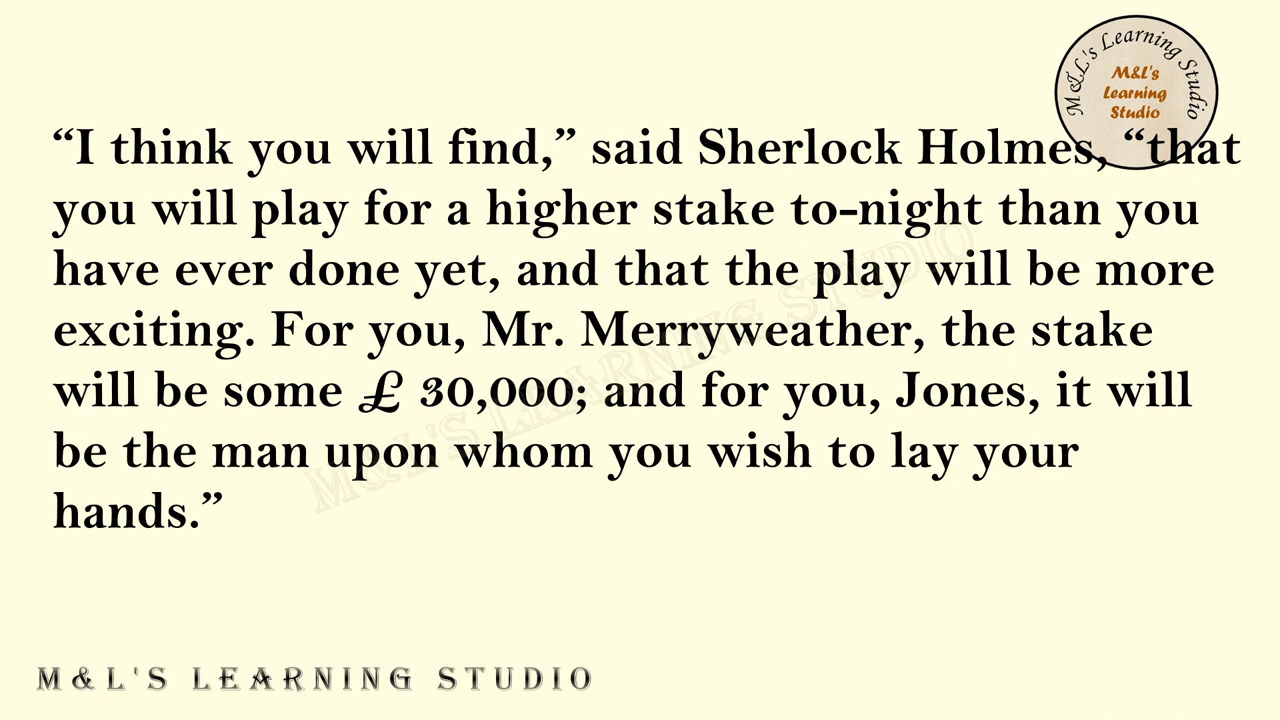 M&L's Learning Studio
M&L's
Learning
Studio
“I think you will find,” said Sherlock Holmes, “that
you will play for a higher stake to-night than you
have ever done yet, and that the play will be more
exciting. For you, Mr. Merryweather, the stake
will be some £ 30,000; and for you, Jones, it will
be the man upon whom you wish to lay your
hands.”
M&L'S LEARNING STUDIO
M&L'S LEARNING STUDIO